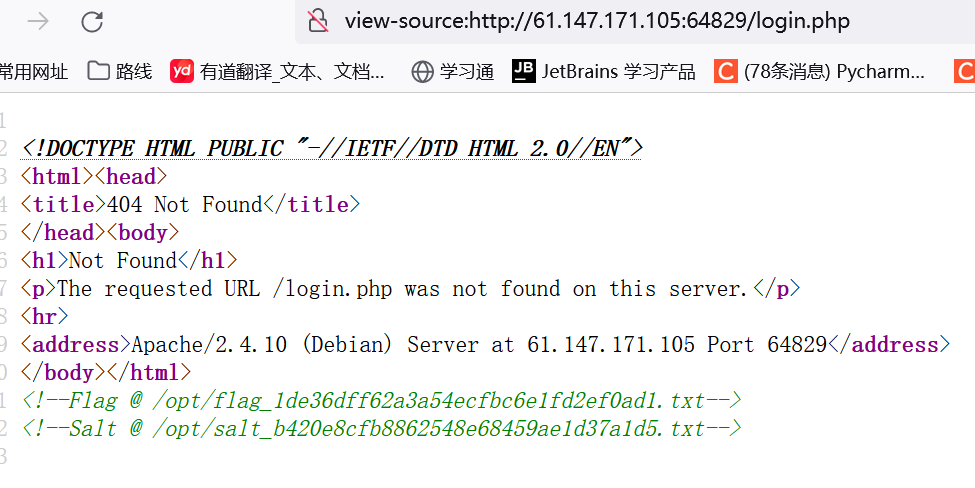 view-source:http://61.147.171.105:64829/login.php
常用网址 路线 yd 有道翻译_文本、文档... 学习通 JB JetBrains 学习产品 C (78条消息) Pycharm... C
1
2 <!DOCTYPE HTML PUBLIC "-//IETF//DTD HTML 2.0//EN">
3 <html><head>
4 <title>404 Not Found</title>
5 </head><body>
6 <h1>Not Found</h1>
7 <p>The requested URL /login.php was not found on this server.</p>
8 <hr>
9 <address>Apache/2.4.10 (Debian) Server at 61.147.171.105 Port 64829</address>
0 </body></html>
1 <!--Flag @ /opt/flag_1de36dff62a3a54ecfbc6e1fd2ef0ad1.txt-->
2 <!--Salt @ /opt/salt_b420e8cfb8862548e68459ae1d37a1d5.txt-->
3